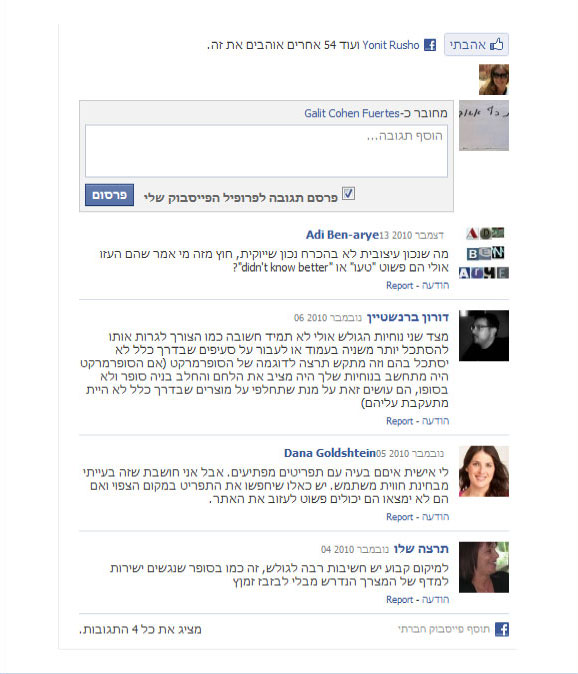 אהבתי Yonit Rusho ועוד 54 אחרים אוהבים את זה.
מחובר כ-Galit Cohen Fuertes
הוסף תגובה...
פרסם תגובה לפרופיל הפייסבוק שלי
פרסום
Adi Ben-arye 13 דצמבר 2010
מה שנכון עיצובית לא בהכרח נכון שיווקית, חוץ מזה מי אמר שהם העזו
אולי הם פשוט "טעו" או "didn't know better"?
הודעה - Report
דורון ברנשטיין 06 נובמבר 2010
מצד שני נוחיות הגולש אולי לא תמיד חשובה כמו הצורך לגרות אותו
להסתכל יותר משניה בעמוד או לעבור על סעיפים שבדרך כלל לא
יסתכל בהם וזה מתקש תרצה לדוגמה של הסופרמרקט (אם הסופרמרקט
היה מתחשב בנוחיות שלך היה מציב את הלחם והחלב בניה סופר ולא
בסופו, הם עושים זאת על מנת שתחלפי על מוצרים שבדרך כלל לא היית
מתעקבת עליהם)
הודעה - Report
Dana Goldshtein 05 נובמבר 2010
לי אישית איןם בעיה עם תפריטים מפתיעים. אבל אני חושבת שזה בעייתי
מבחינת חווית משתמש. יש כאלו שיחפשו את התפריט במקום הצפוי ואם
הם לא ימצאו הם יכולים פשוט לעזוב את האתר.
הודעה - Report
תרצה שלו 04 נובמבר 2010
למיקום קבוע יש חשיבות רבה לגולש, זה כמו בסופר שנגשים ישירות
למדף של המצרך הנדרש מבלי לבזבז זמןץ
הודעה - Report
תוסף פייסבוק חברתי
מציג את כל 4 התגובות.